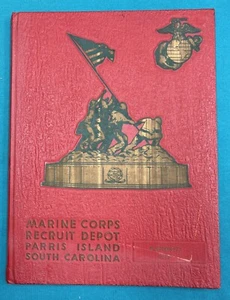 MARINE CORPS
RECRUIT DEPOT
PARRIS ISLAND
SOUTH CAROLINA